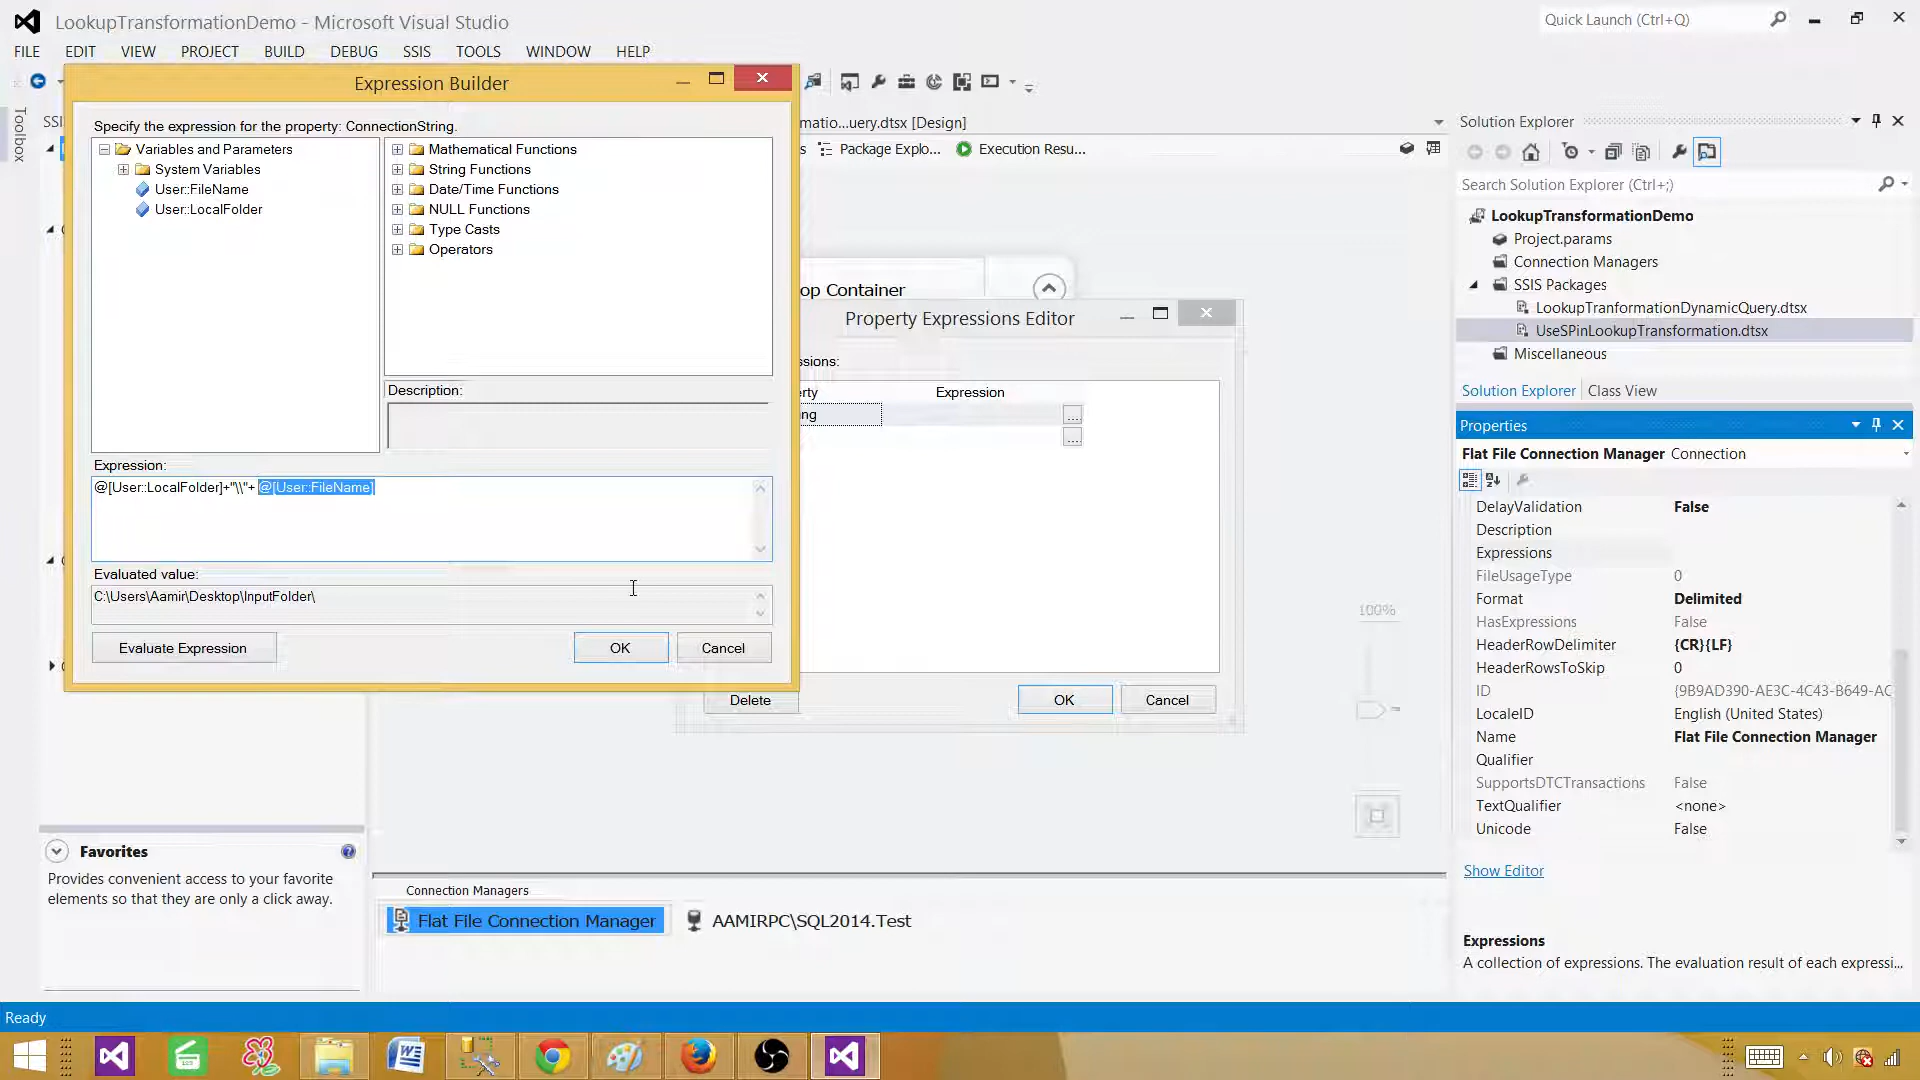 LookupTransformationDemo - Microsoft Visual Studio
Quick Launch (Ctrl+Q)
FILE EDIT VIEW PROJECT BUILD DEBUG SSIS TOOLS WINDOW HELP
Expression Builder
Toolbox
SSI
Specify the expression for the property: ConnectionString.
Variables and Parameters
System Variables
User::FileName
User::LocalFolder
Mathematical Functions
String Functions
Date/Time Functions
NULL Functions
Type Casts
Operators
Description:
Expression:
@[User::LocalFolder]+"\\"+ @[User::FileName]
Evaluated value:
C:\Users\Aamir\Desktop\InputFolder\
Evaluate Expression
OK
Cancel
matio...uery.dtsx [Design]
s
Package Explo...
Execution Resu...
op Container
Property Expressions Editor
ssions:
erty
Expression
ing
...
...
Delete
OK
Cancel
100%
Solution Explorer
Search Solution Explorer (Ctrl+;)
LookupTransformationDemo
Project.params
Connection Managers
SSIS Packages
LookupTranformationDynamicQuery.dtsx
UseSPinLookupTransformation.dtsx
Miscellaneous
Solution Explorer Class View
Properties
Flat File Connection Manager Connection
DelayValidation False
Description
Expressions
FileUsageType 0
Format Delimited
HasExpressions False
HeaderRowDelimiter {CR}{LF}
HeaderRowsToSkip 0
ID {9B9AD390-AE3C-4C43-B649-AC
LocaleID English (United States)
Name Flat File Connection Manager
Qualifier
SupportsDTCTransactions False
TextQualifier <none>
Unicode False
Show Editor
Expressions
A collection of expressions. The evaluation result of each expressi...
Favorites
Provides convenient access to your favorite
elements so that they are only a click away.
Connection Managers
Flat File Connection Manager
AAMIRPC\SQL2014.Test
Ready